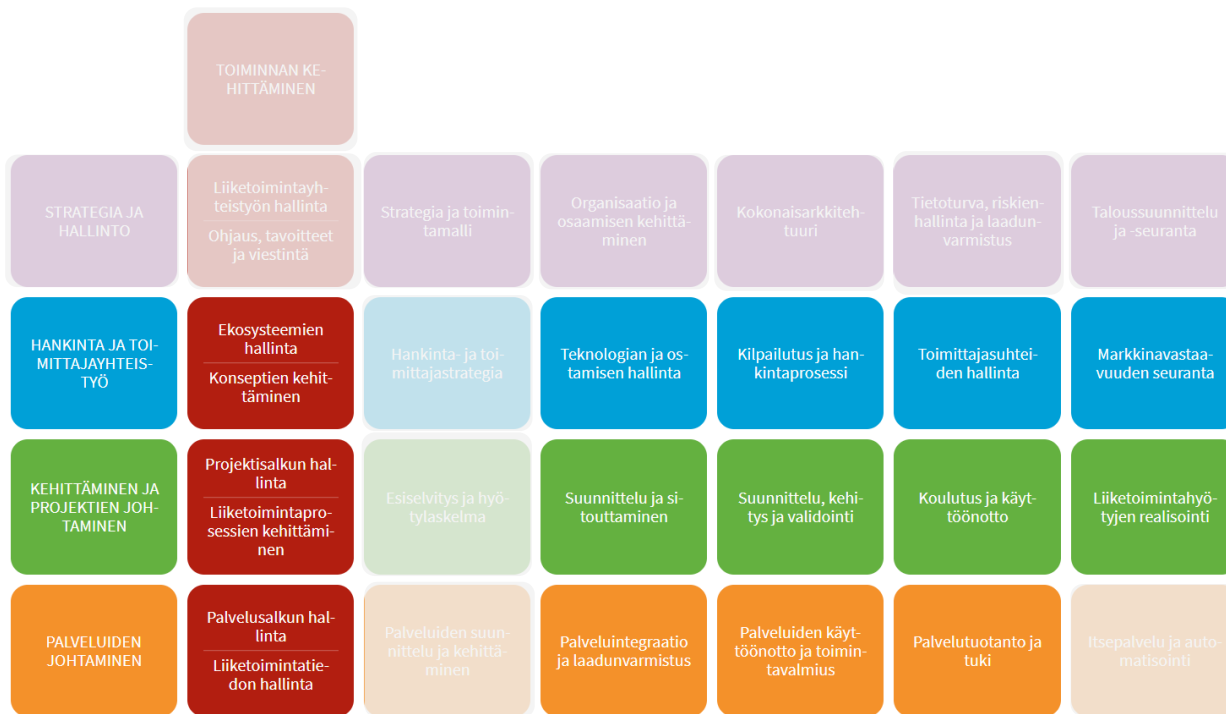 TOIMINNAN KE-
HITTÄMINEN
STRATEGIA JA
HALLINTO
Liiketoimintayh-
teistyön hallinta
Ohjaus, tavoitteet
ja viestintä
Strategia ja toimin-
tamalli
Organisaatio ja
osaamisen kehittä-
minen
Kokonaisarkkiteh-
tuuri
Tietoturva, riskien-
hallinta ja laadun-
varmistus
Taloussuunnittelu
ja -seuranta
HANKINTA JA TOI-
MITTAJAYHTEIS-
TYÖ
Ekosysteemien
hallinta
Konseptien kehit-
täminen
Hankinta- ja toi-
mittajastrategia
Teknologian ja os-
tamisen hallinta
Kilpailutus ja han-
kintaprosessi
Toimittajasuhtei-
den hallinta
Markkinavastaa-
vuuden seuranta
KEHITTÄMINEN JA
PROJEKTIEN JOH-
TAMINEN
Projektisalkun hal-
linta
Liiketoimintapro-
sessien kehittämi-
nen
Esiselvitys ja hyö-
tylaskelma
Suunnittelu ja si-
touttaminen
Suunnittelu, kehi-
tys ja validointi
Koulutus ja käyt-
töönotto
Liiketoimintahyö-
tyjen realisointi
PALVELUIDEN
JOHTAMINEN
Palvelusalkun hal-
linta
Liiketoimintatie-
don hallinta
Palveluiden suun-
nittelu ja kehittä-
minen
Palveluintegraatio
ja laadunvarmistus
Palveluiden käyt-
töönotto ja toimin-
tavalmius
Palvelutuotanto ja
tuki
Itsepalvelu ja auto-
matisointi